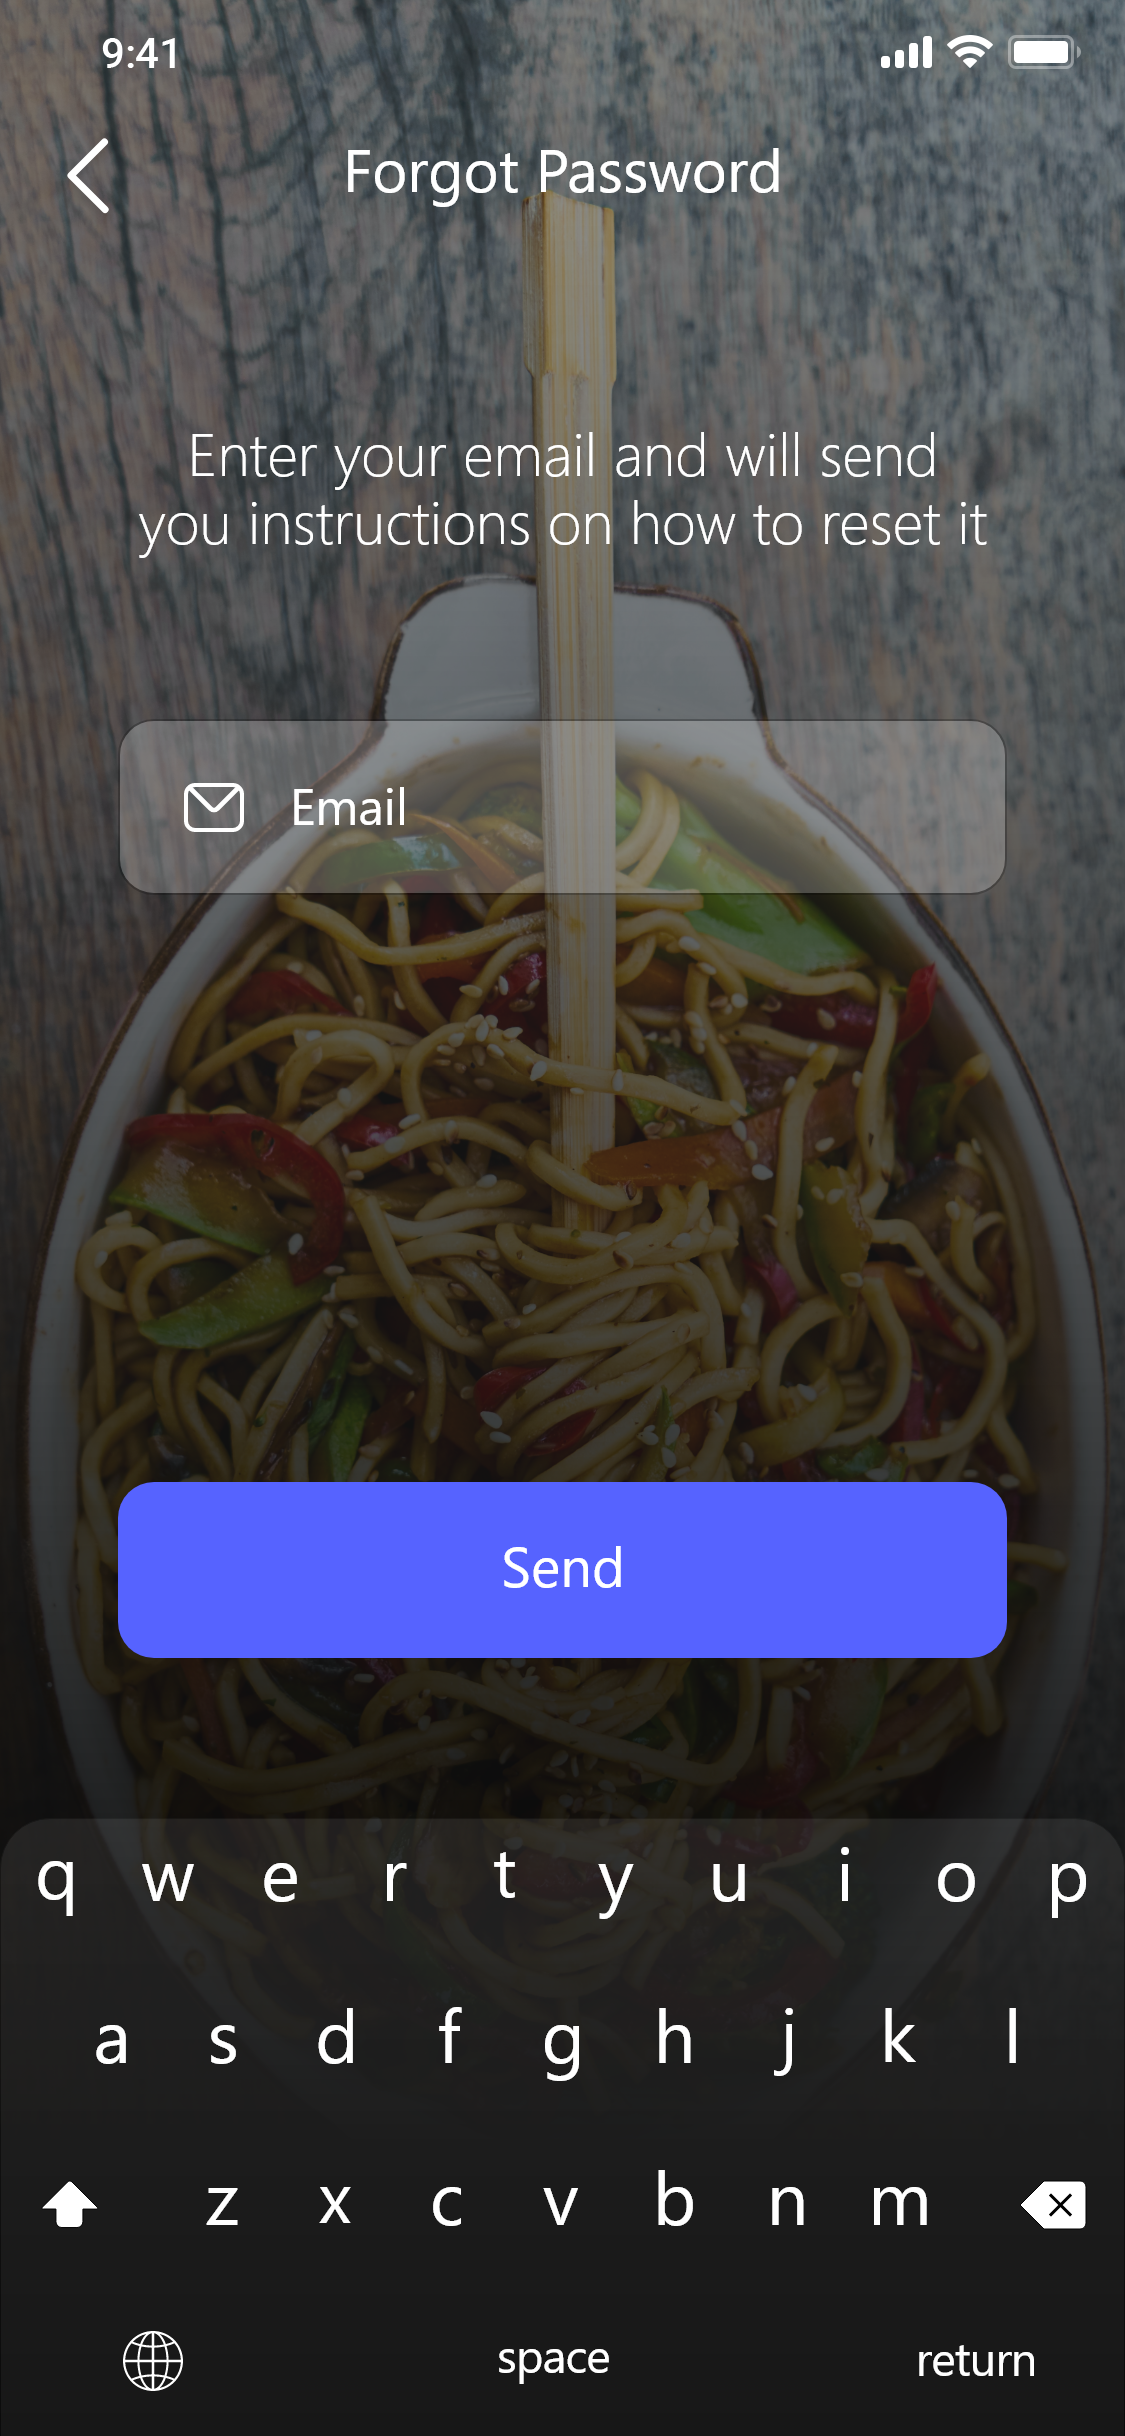 9:41
Forgot Password
Enter your email and will send
you instructions on how to reset it
Email
Send
q w e r t y u i o p
a s d f g h j k l
z x c v b n m
space return